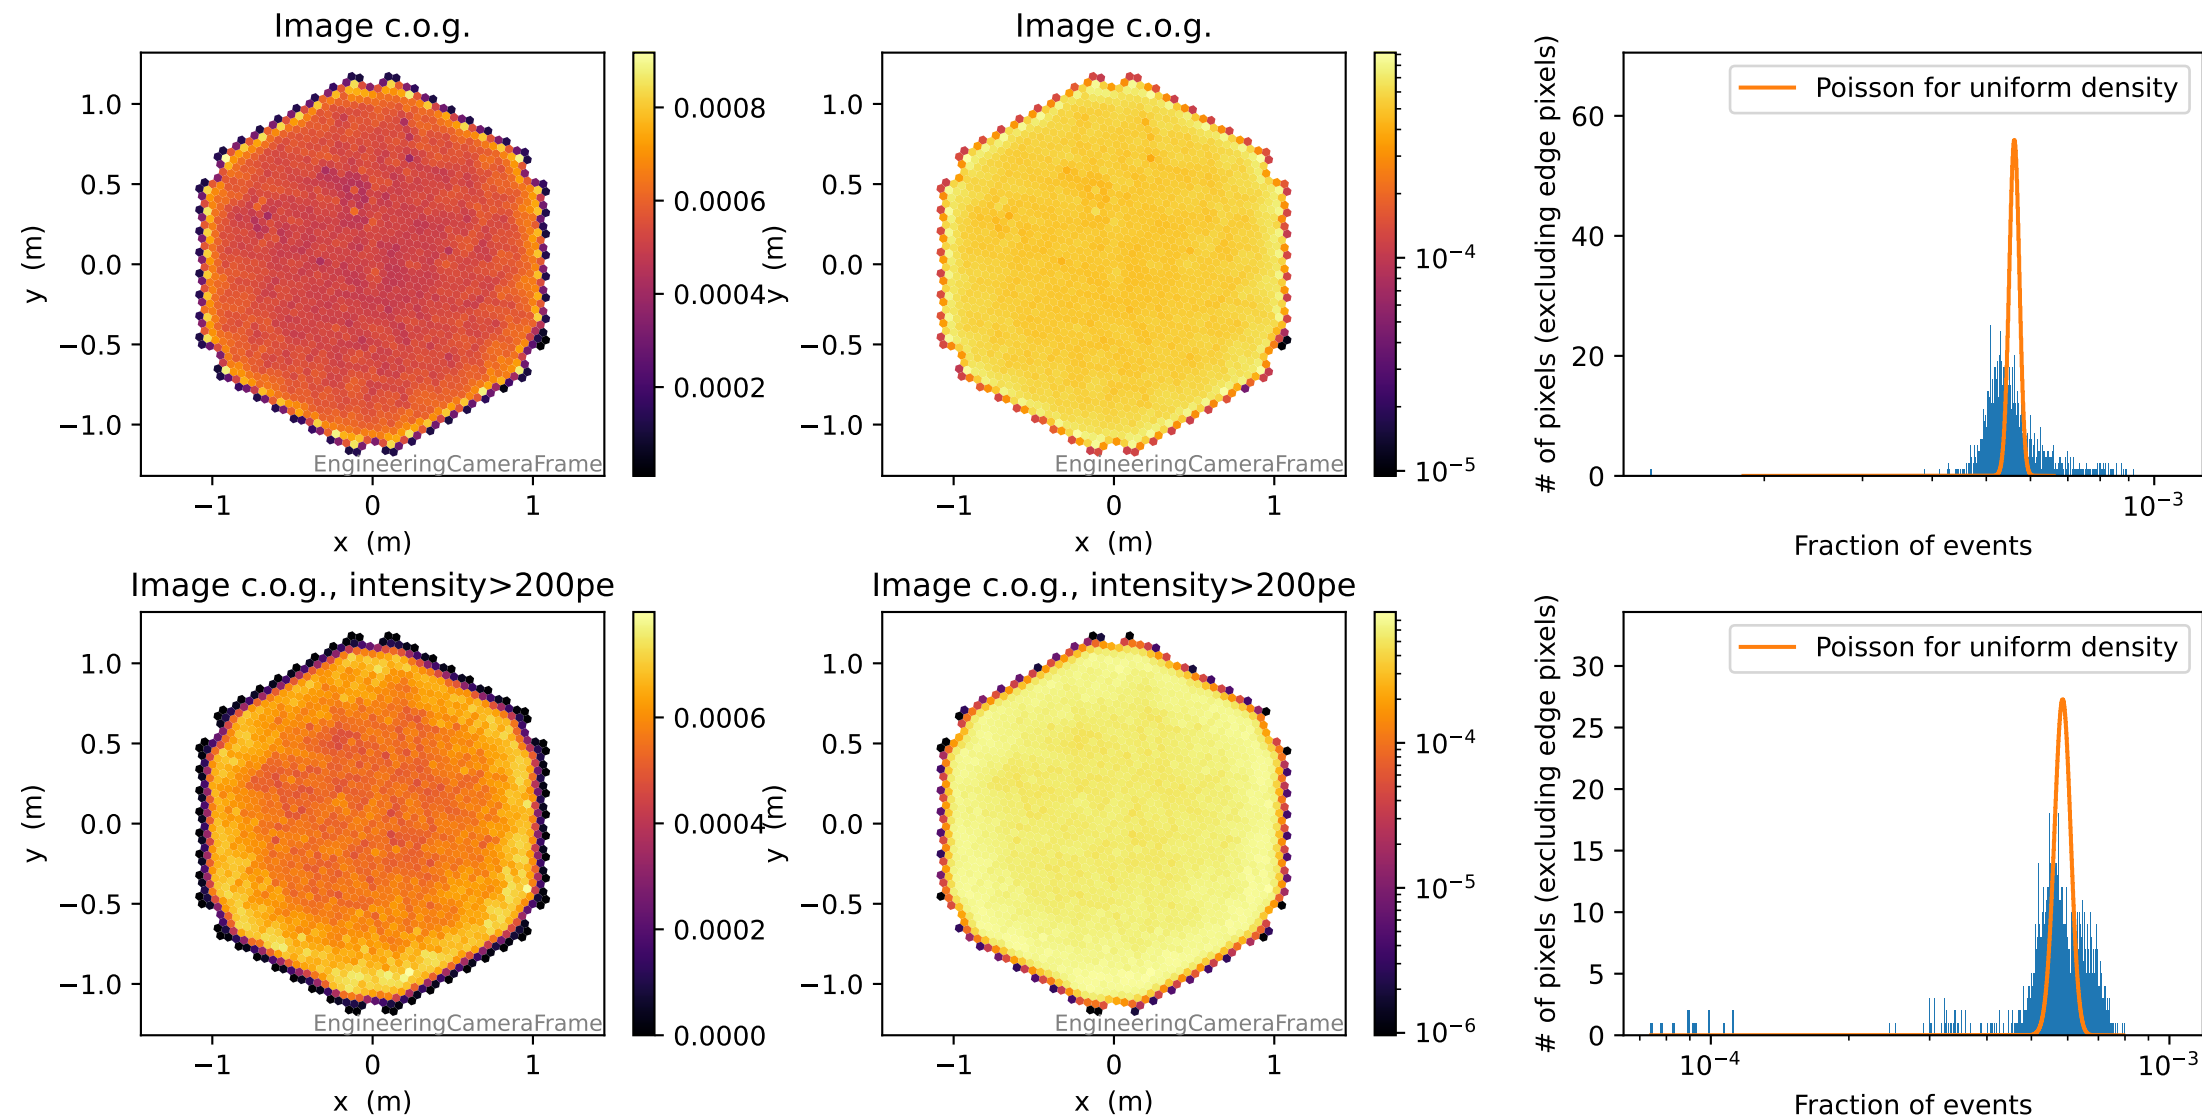 Image c.o.g.
1.0
0.5
0.0
−0.5
−1.0
y (m)
−1 0 1
x (m)
EngineeringCameraFrame
0.0008
0.0006
0.0004
0.0002
Image c.o.g.
1.0
0.5
0.0
−0.5
−1.0
y (m)
−1 0 1
x (m)
EngineeringCameraFrame
10⁻⁴
10⁻⁵
Poisson for uniform density
60
40
20
0
# of pixels (excluding edge pixels)
10⁻³
Fraction of events
Image c.o.g., intensity>200pe
1.0
0.5
0.0
−0.5
−1.0
y (m)
−1 0 1
x (m)
EngineeringCameraFrame
0.0006
0.0004
0.0002
0.0000
Image c.o.g., intensity>200pe
1.0
0.5
0.0
−0.5
−1.0
y (m)
−1 0 1
x (m)
EngineeringCameraFrame
10⁻⁴
10⁻⁵
10⁻⁶
Poisson for uniform density
30
25
20
15
10
5
0
# of pixels (excluding edge pixels)
10⁻⁴ 10⁻³
Fraction of events